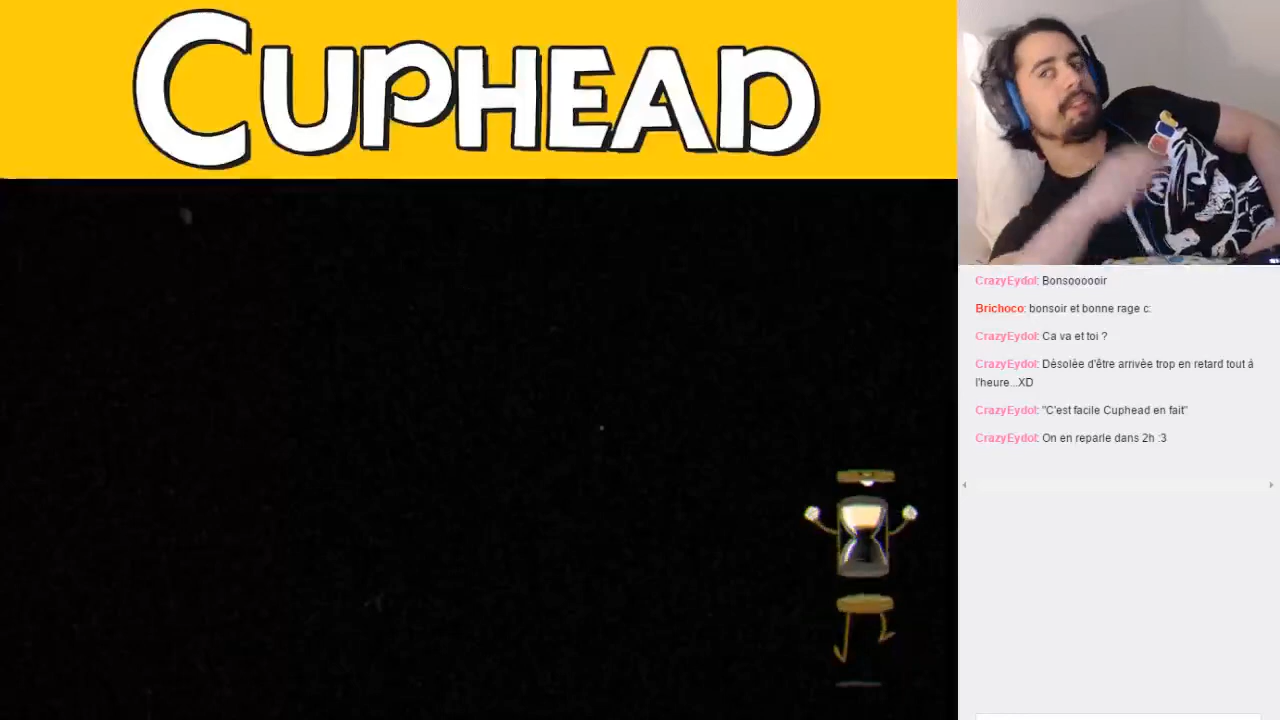 CUPHEAD
CrazyEydol: Bonsoooooir
Brichoco: bonsoir et bonne rage c:
CrazyEydol: Ca va et toi ?
CrazyEydol: Désolée d'être arrivée trop en retard tout à
l'heure...XD
CrazyEydol: "C'est facile Cuphead en fait"
CrazyEydol: On en reparle dans 2h :3